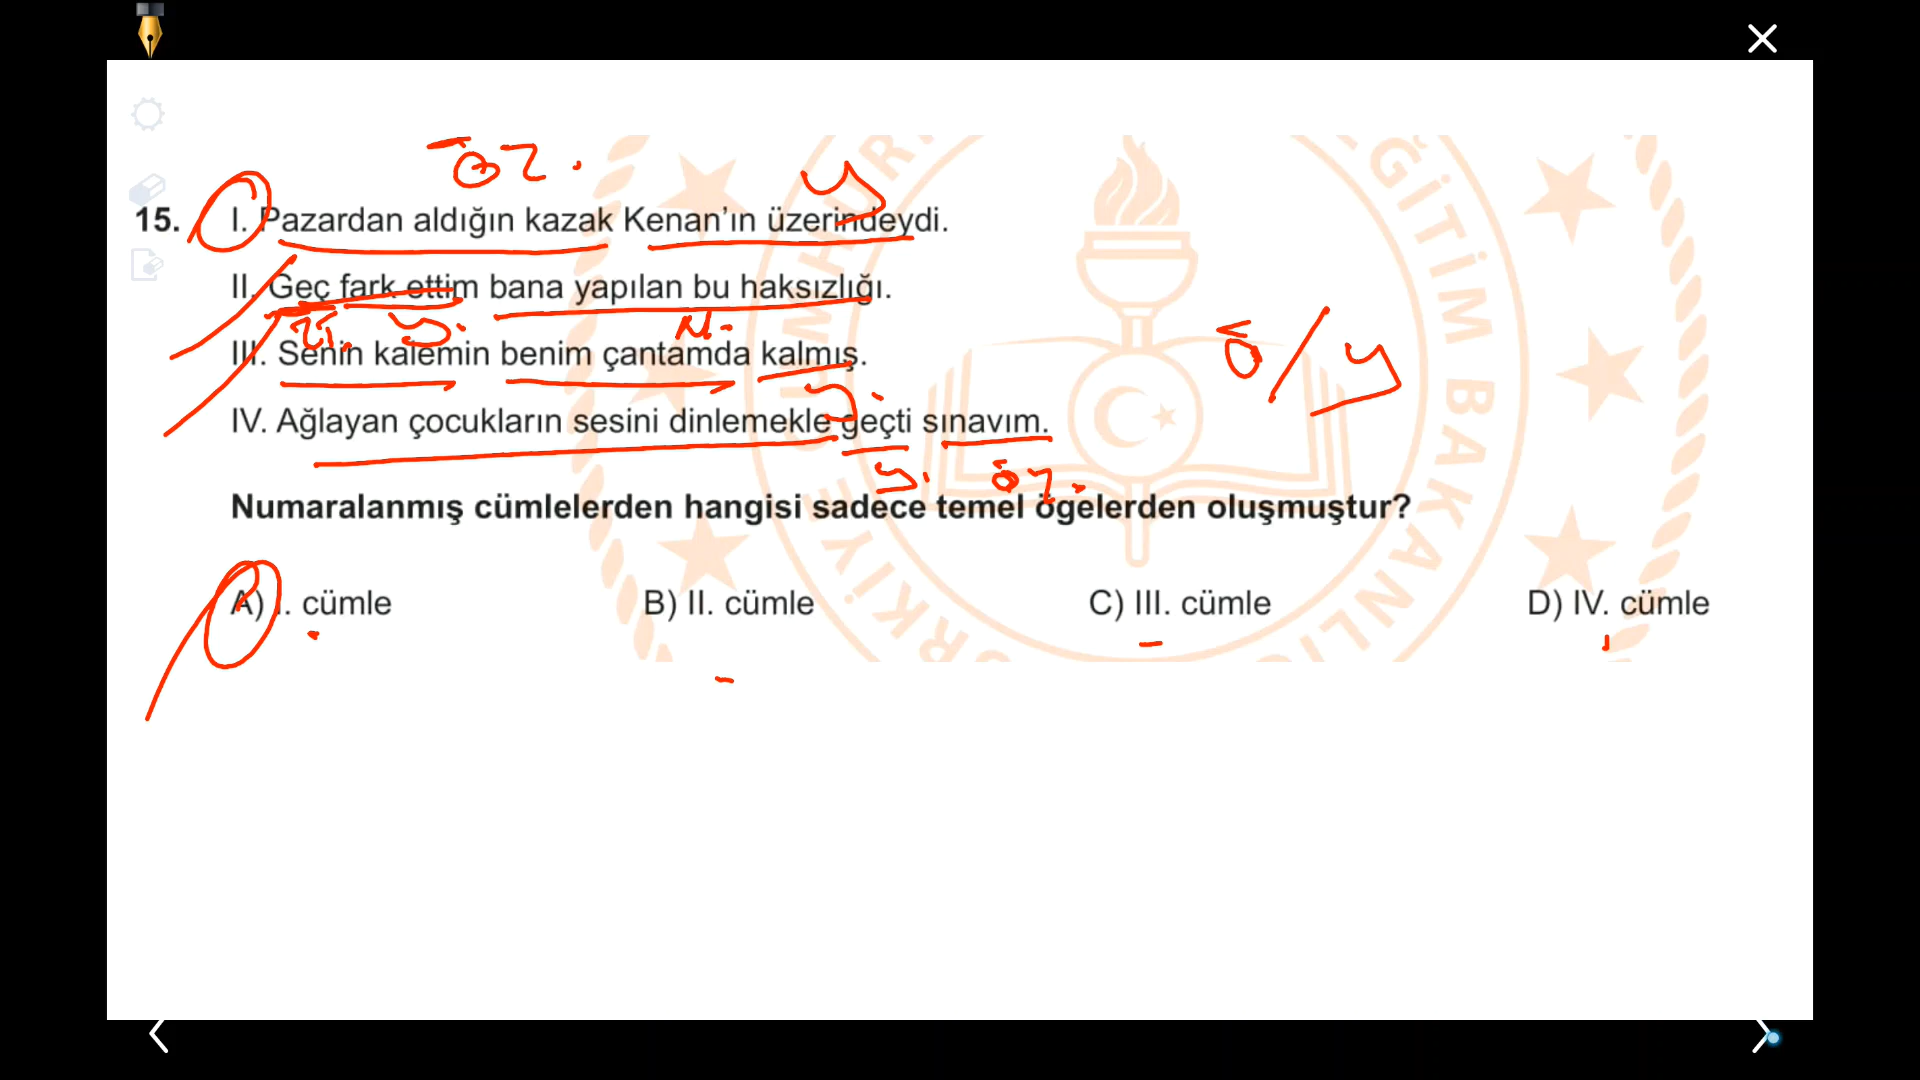 öz.
y
15. I. Pazardan aldığın kazak Kenan’ın üzerindeydi.
II. Geç fark ettim bana yapılan bu haksızlığı.
zt. y. N.
III. Senin kalemin benim çantamda kalmış.
ö/y
y.
IV. Ağlayan çocukların sesini dinlemekle geçti sınavım.
y. öz.
Numaralanmış cümlelerden hangisi sadece temel ögelerden oluşmuştur?
A) I. cümle B) II. cümle C) III. cümle D) IV. cümle